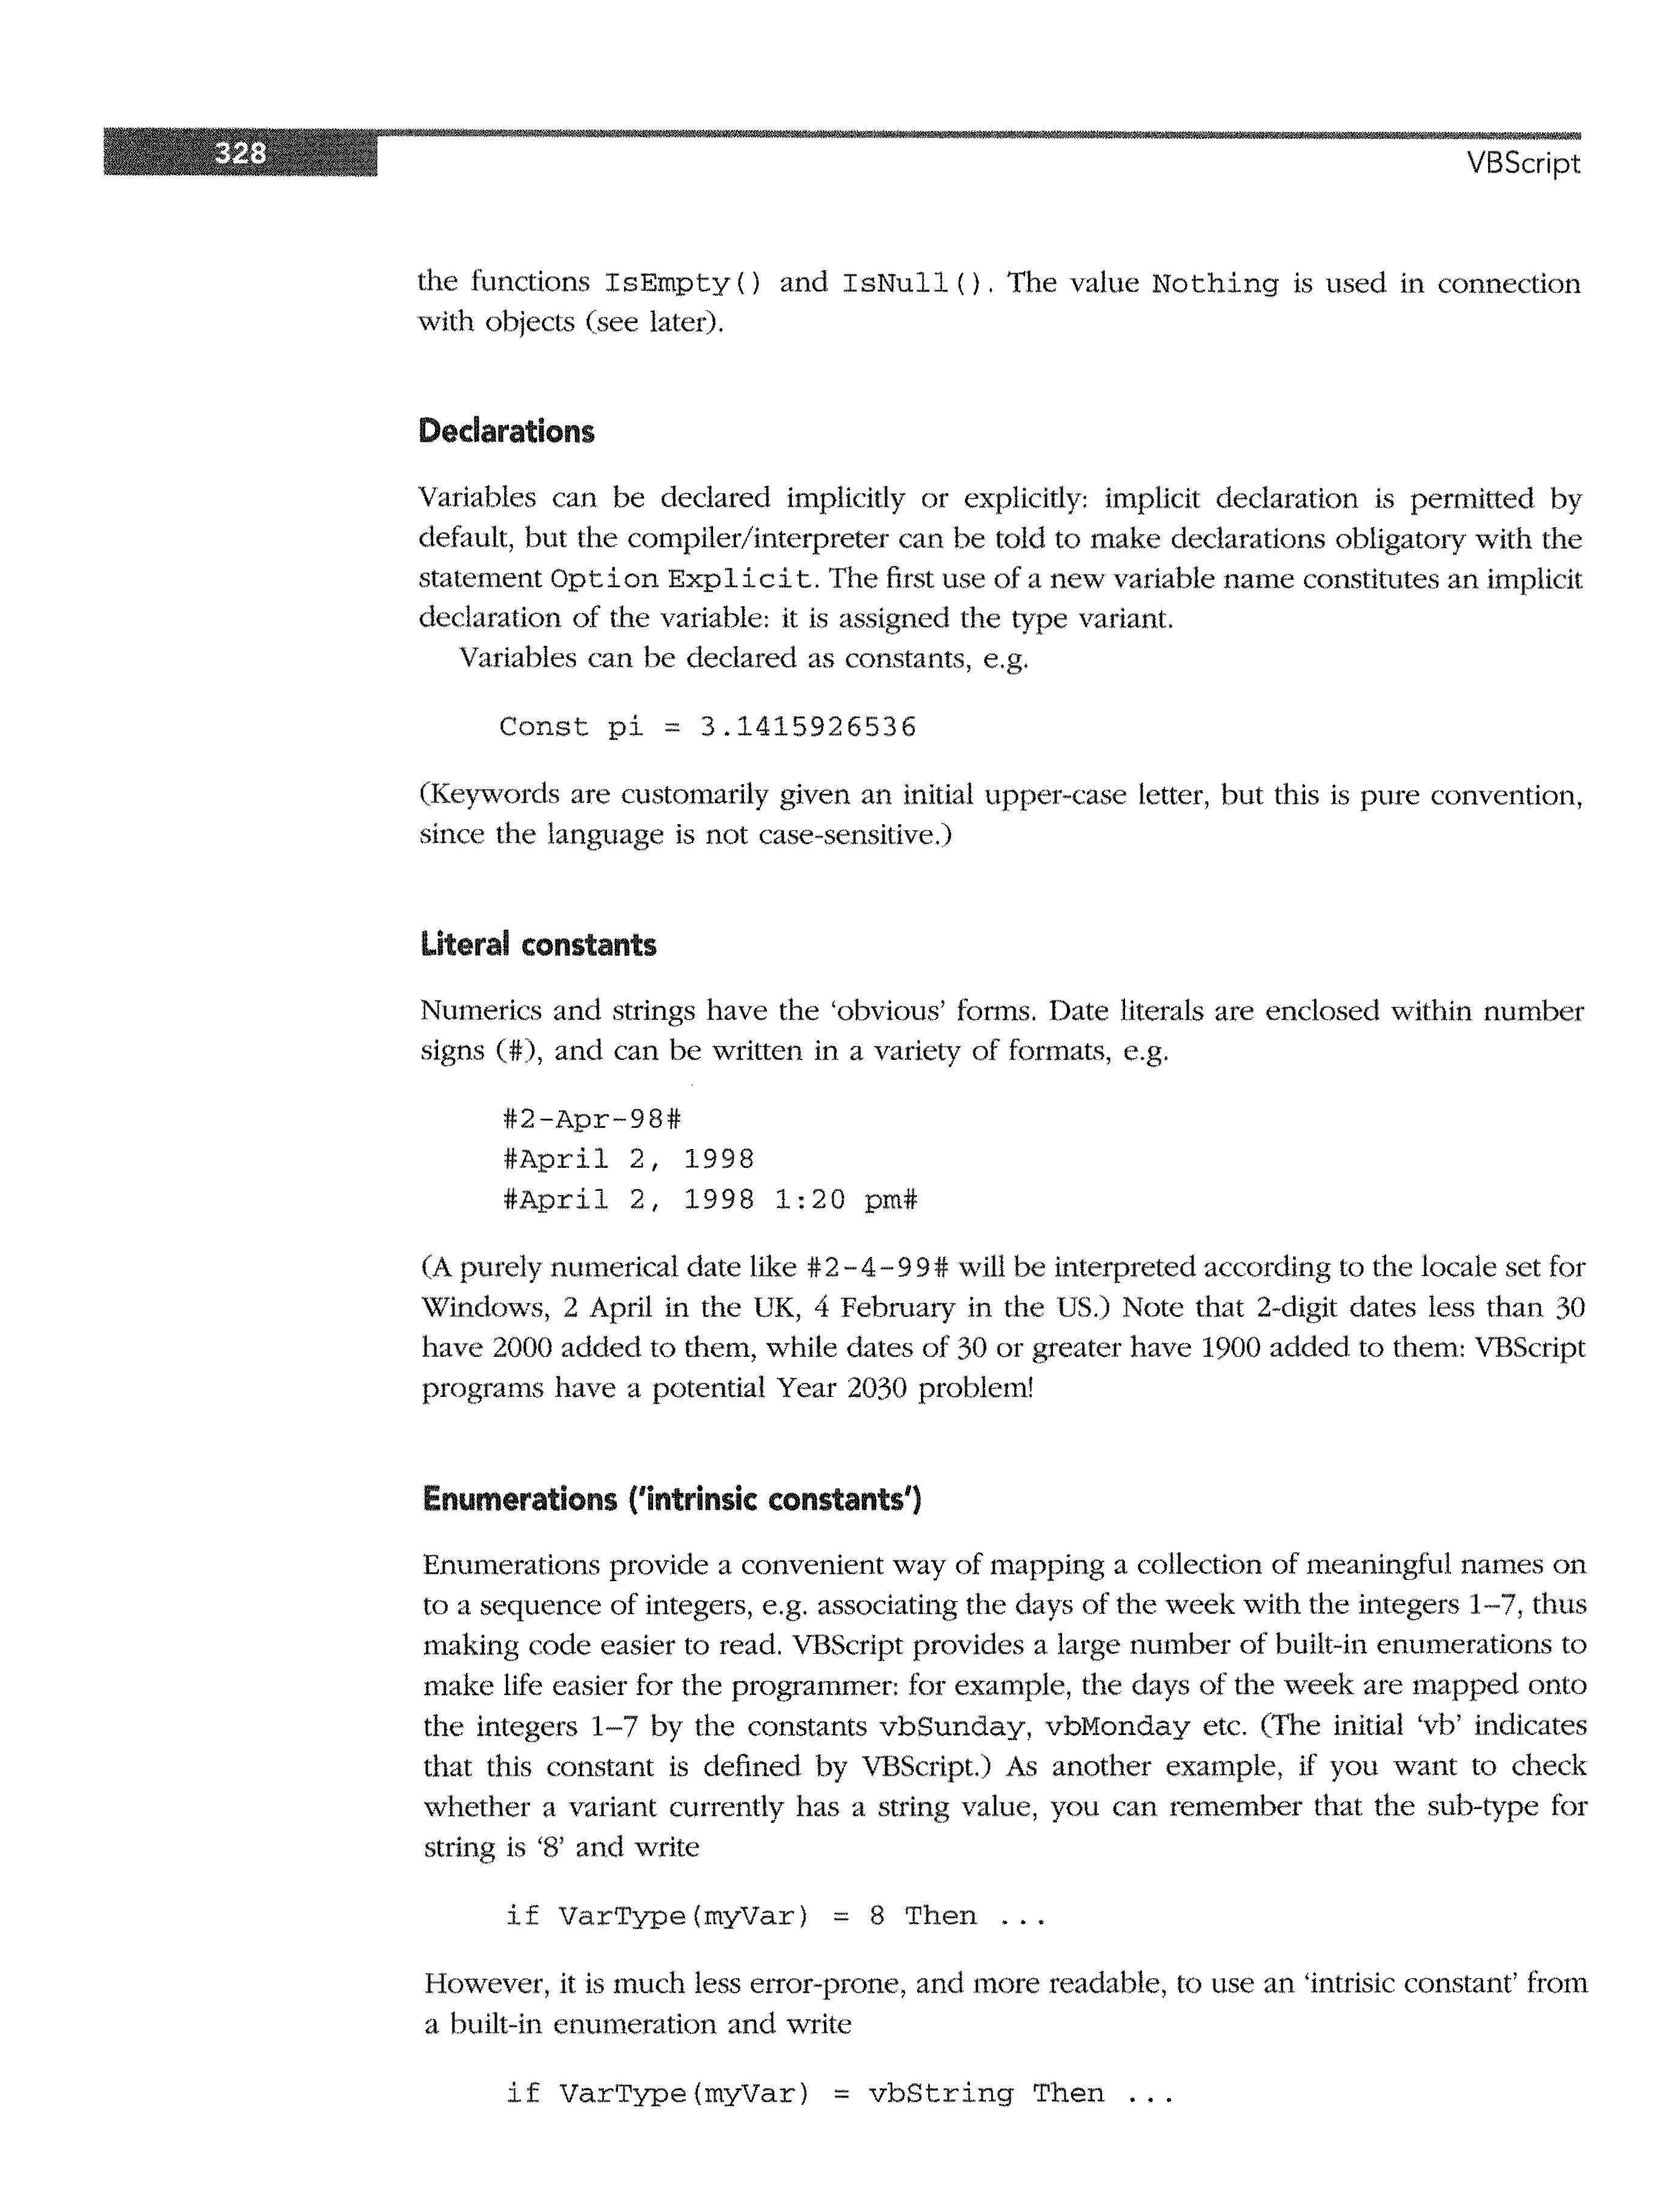 328
VBScript
the functions IsEmpty() and IsNull(). The value Nothing is used in connection
with objects (see later).
Declarations
Variables can be declared implicitly or explicitly: implicit declaration is permitted by
default, but the compiler/interpreter can be told to make declarations obligatory with the
statement Option Explicit. The first use of a new variable name constitutes an implicit
declaration of the variable: it is assigned the type variant.
Variables can be declared as constants, e.g.
Const pi = 3.1415926536
(Keywords are customarily given an initial upper-case letter, but this is pure convention,
since the language is not case-sensitive.)
Literal constants
Numerics and strings have the ‘obvious’ forms. Date literals are enclosed within number
signs (#), and can be written in a variety of formats, e.g.
#2-Apr-98#
#April 2, 1998
#April 2, 1998 1:20 pm#
(A purely numerical date like #2-4-99# will be interpreted according to the locale set for
Windows, 2 April in the UK, 4 February in the US.) Note that 2-digit dates less than 30
have 2000 added to them, while dates of 30 or greater have 1900 added to them: VBScript
programs have a potential Year 2030 problem!
Enumerations (‘intrinsic constants’)
Enumerations provide a convenient way of mapping a collection of meaningful names on
to a sequence of integers, e.g. associating the days of the week with the integers 1–7, thus
making code easier to read. VBScript provides a large number of built-in enumerations to
make life easier for the programmer: for example, the days of the week are mapped onto
the integers 1–7 by the constants vbSunday, vbMonday etc. (The initial ‘vb’ indicates
that this constant is defined by VBScript.) As another example, if you want to check
whether a variant currently has a string value, you can remember that the sub-type for
string is ‘8’ and write
if VarType(myVar) = 8 Then ...
However, it is much less error-prone, and more readable, to use an ‘intrisic constant’ from
a built-in enumeration and write
if VarType(myVar) = vbString Then ...